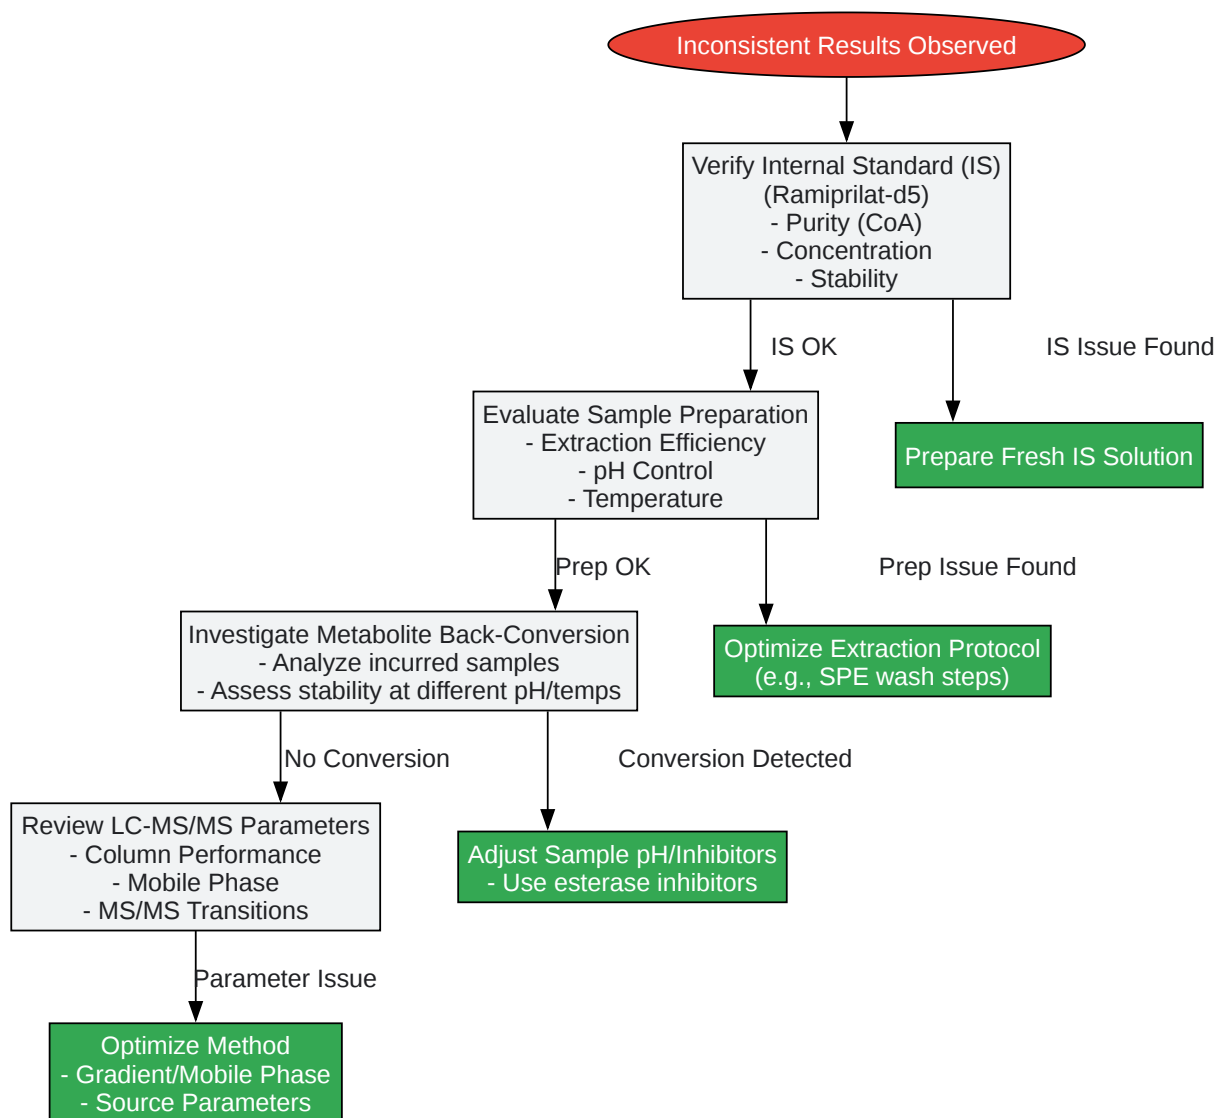 Inconsistent Results Observed
Verify Internal Standard (IS)
(Ramiprilat-d5)
- Purity (CoA)
- Concentration
- Stability
IS OK
IS Issue Found
Evaluate Sample Preparation
- Extraction Efficiency
- pH Control
- Temperature
Prepare Fresh IS Solution
Prep OK
Prep Issue Found
Investigate Metabolite Back-Conversion
- Analyze incurred samples
- Assess stability at different pH/temps
Optimize Extraction Protocol
(e.g., SPE wash steps)
No Conversion
Conversion Detected
Review LC-MS/MS Parameters
- Column Performance
- Mobile Phase
- MS/MS Transitions
Adjust Sample pH/Inhibitors
- Use esterase inhibitors
Parameter Issue
Optimize Method
- Gradient/Mobile Phase
- Source Parameters